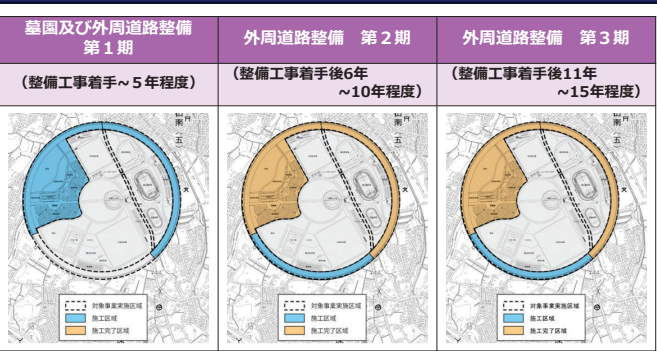 墓園及び外周道路整備
第1期
外周道路整備　第2期
外周道路整備　第3期
（整備工事着手~5年程度）
（整備工事着手後6年
~10年程度）
（整備工事着手後11年
~15年程度）
対象事業実施区域
施工区域
施工完了区域
対象事業実施区域
施工区域
施工完了区域
対象事業実施区域
施工区域
施工完了区域